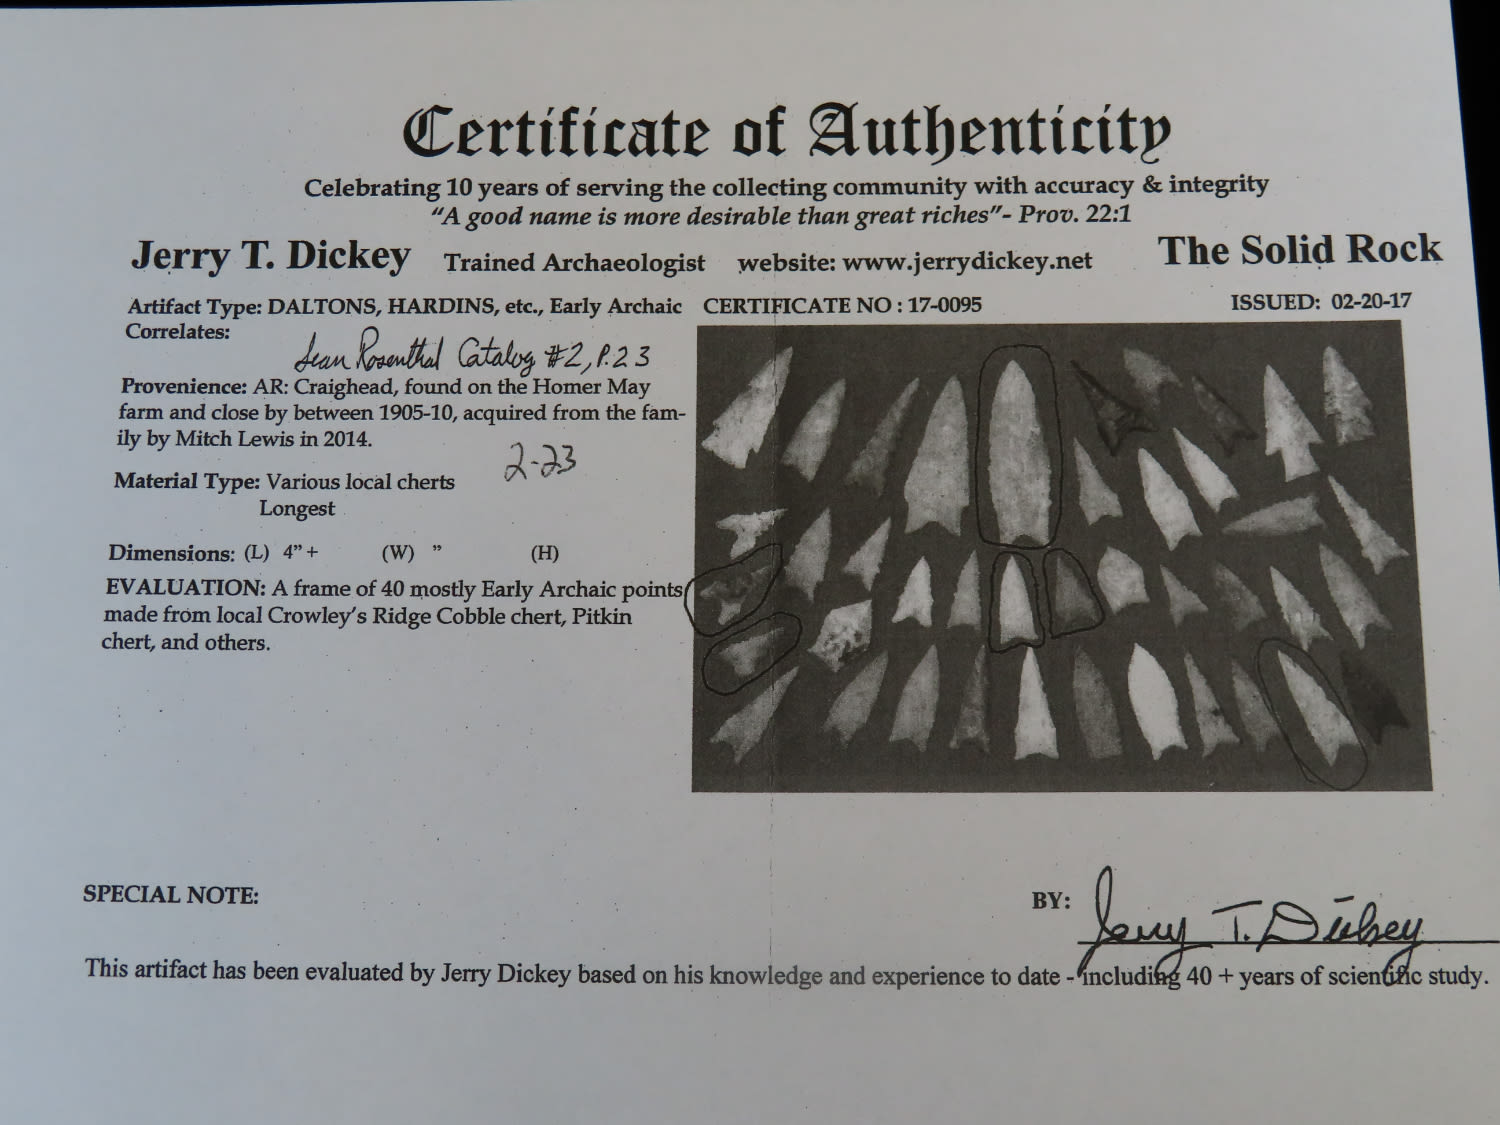 Certificate of Authenticity
Celebrating 10 years of serving the collecting community with accuracy & integrity
"A good name is more desirable than great riches"- Prov. 22:1
Jerry T. Dickey Trained Archaeologist website: www.jerrydickey.net The Solid Rock
Artifact Type: DALTONS, HARDINS, etc., Early Archaic CERTIFICATE NO : 17-0095 ISSUED: 02-20-17
Correlates:
Sean Rosenthal Catalog #2, P. 23
Provenience: AR: Craighead, found on the Homer May
farm and close by between 1905-10, acquired from the fam-
ily by Mitch Lewis in 2014.
2-23
Material Type: Various local cherts
Longest
Dimensions: (L) 4" + (W) " (H)
EVALUATION: A frame of 40 mostly Early Archaic points
made from local Crowley's Ridge Cobble chert, Pitkin
chert, and others.
SPECIAL NOTE:
BY: Jerry T. Dickey
This artifact has been evaluated by Jerry Dickey based on his knowledge and experience to date - including 40 + years of scientific study.